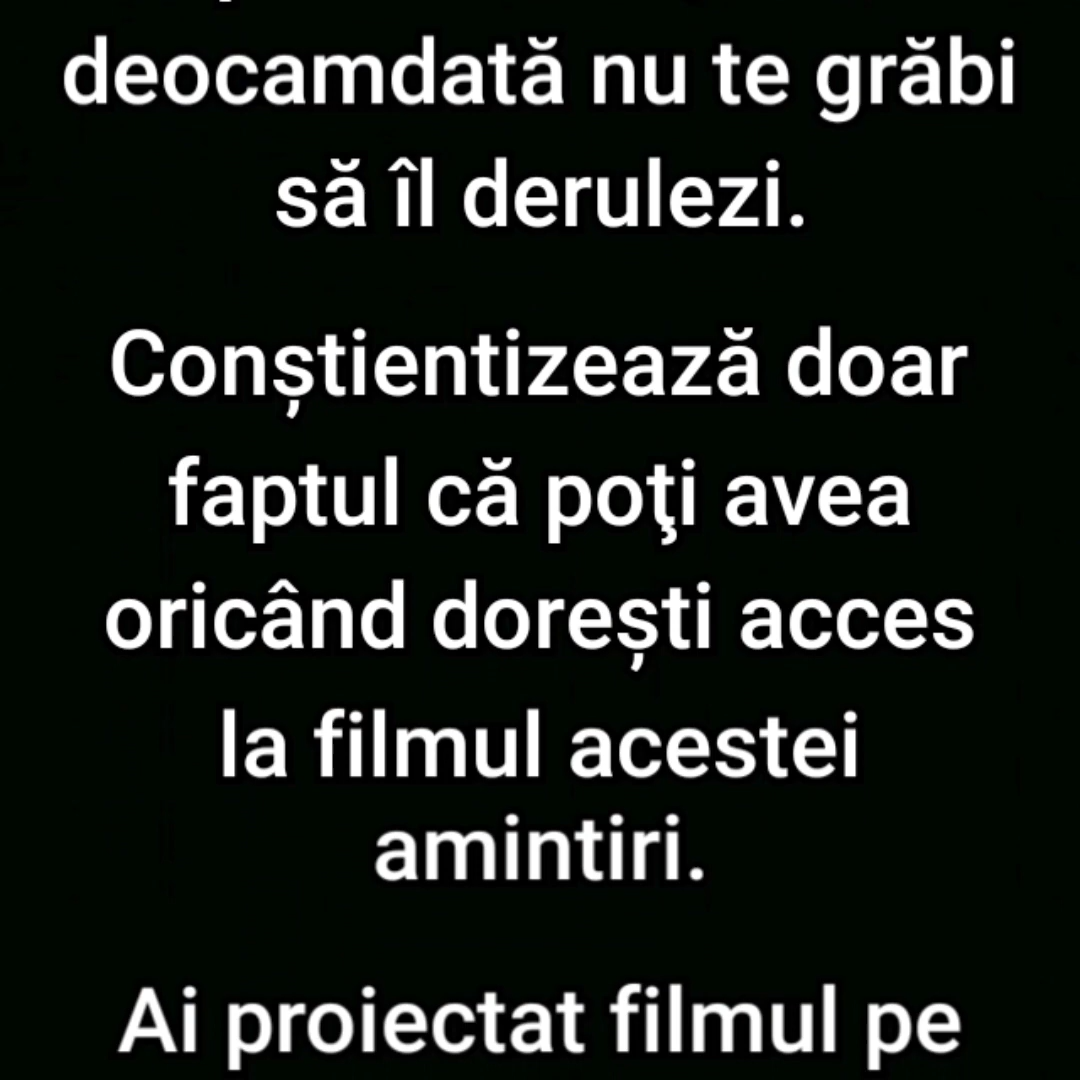 deocamdată nu te grăbi
să îl derulezi.
Conștientizează doar
faptul că poţi avea
oricând dorești acces
la filmul acestei
amintiri.
Ai proiectat filmul pe